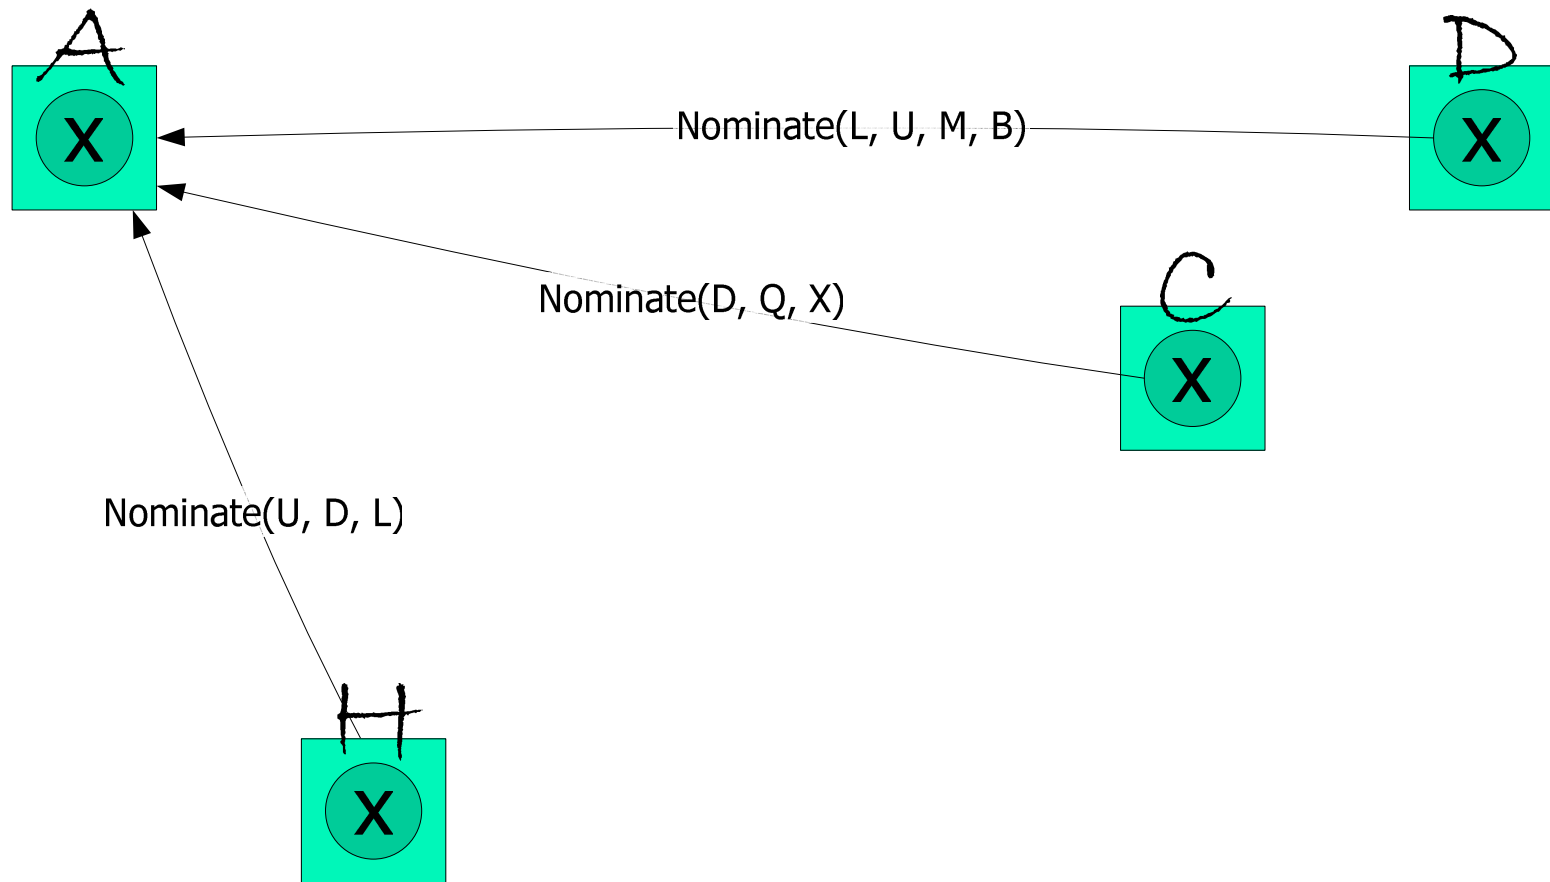 A
D
X
X
Nominate(L, U, M, B)
C
Nominate(D, Q, X)
X
Nominate(U, D, L)
H
X